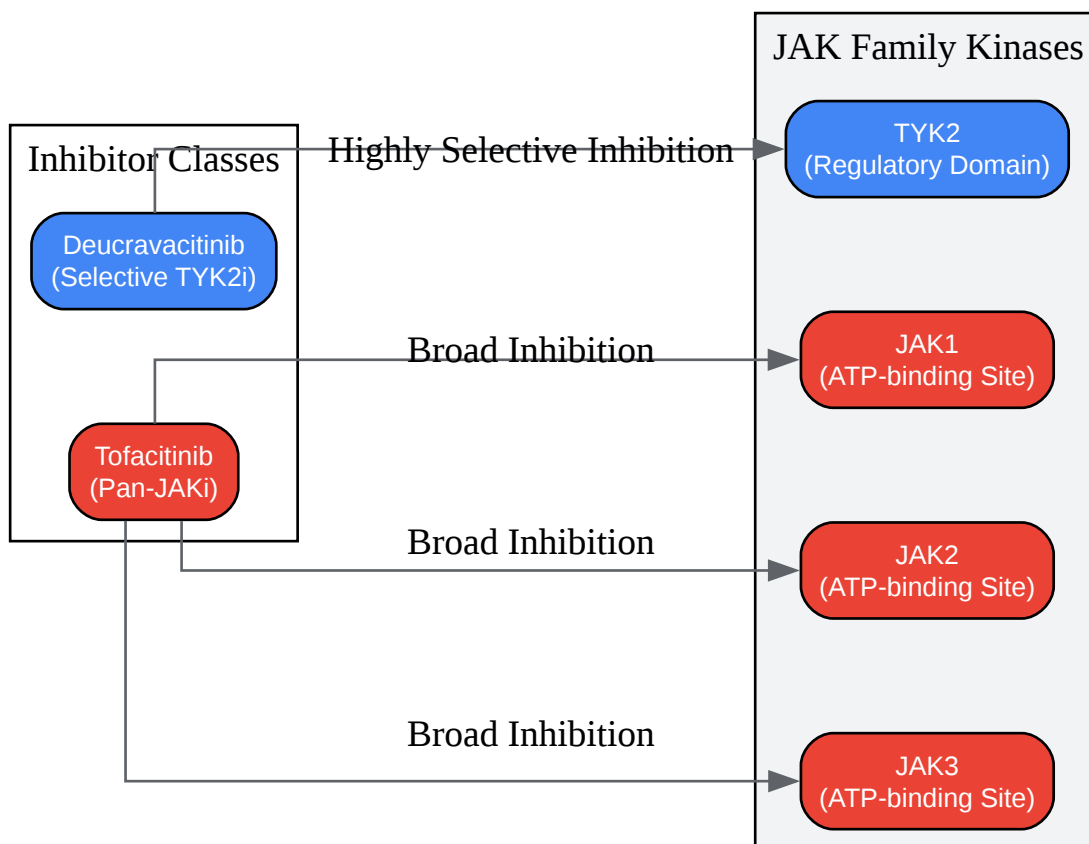 JAK Family Kinases
TYK2
(Regulatory Domain)
Highly Selective Inhibition
Inhibitor Classes
Deucravacitinib
(Selective TYK2i)
Broad Inhibition
JAK1
(ATP-binding Site)
Tofacitinib
(Pan-JAKi)
Broad Inhibition
JAK2
(ATP-binding Site)
Broad Inhibition
JAK3
(ATP-binding Site)